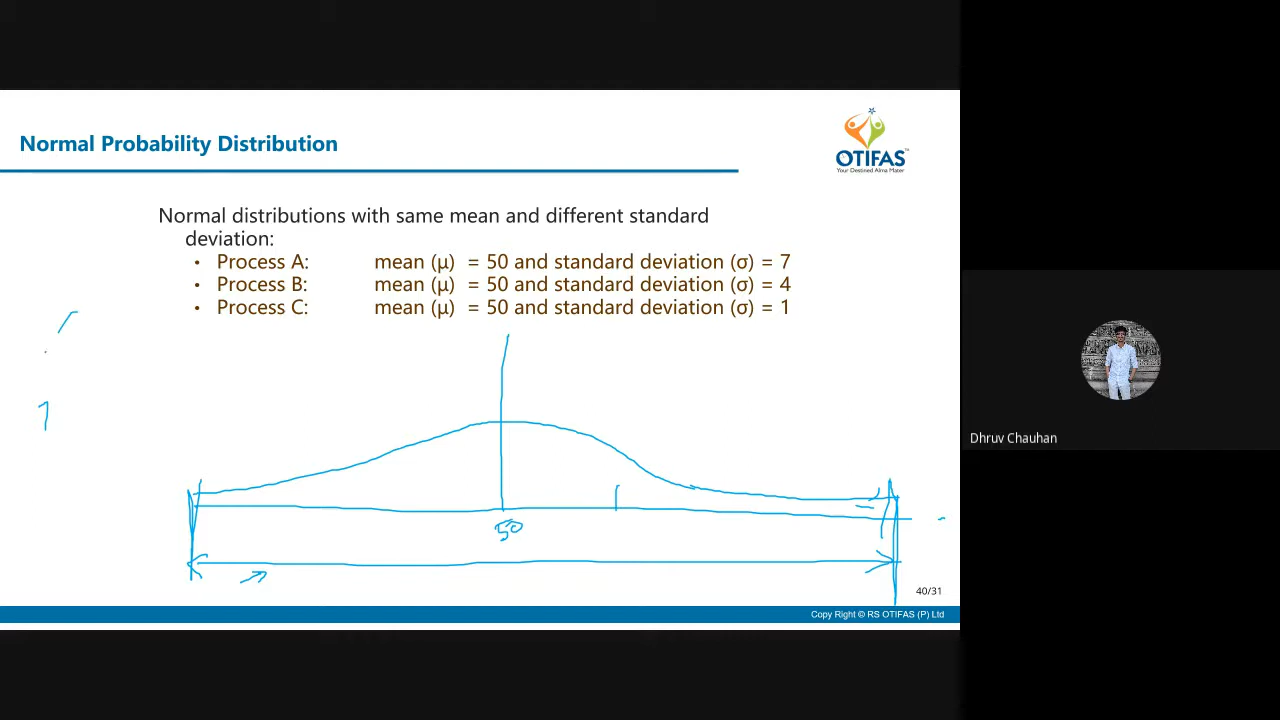 Normal Probability Distribution
OTIFAS™
Your Destined Alma Mater
Normal distributions with same mean and different standard
deviation:
• Process A: mean (μ) = 50 and standard deviation (σ) = 7
• Process B: mean (μ) = 50 and standard deviation (σ) = 4
• Process C: mean (μ) = 50 and standard deviation (σ) = 1
50
Dhruv Chauhan
40/31
Copy Right © RS OTIFAS (P) Ltd